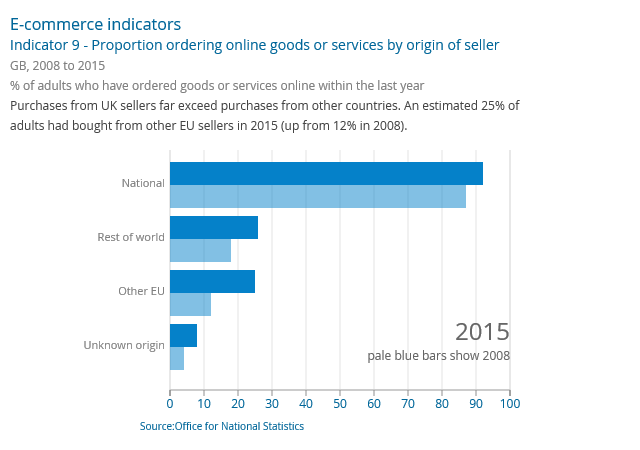 E-commerce indicators
Indicator 9 - Proportion ordering online goods or services by origin of seller
GB, 2008 to 2015
% of adults who have ordered goods or services online within the last year
Purchases from UK sellers far exceed purchases from other countries. An estimated 25% of
adults had bought from other EU sellers in 2015 (up from 12% in 2008).
National
Rest of world
Other EU
Unknown origin
2015
pale blue bars show 2008
0 10 20 30 40 50 60 70 80 90 100
Source:Office for National Statistics